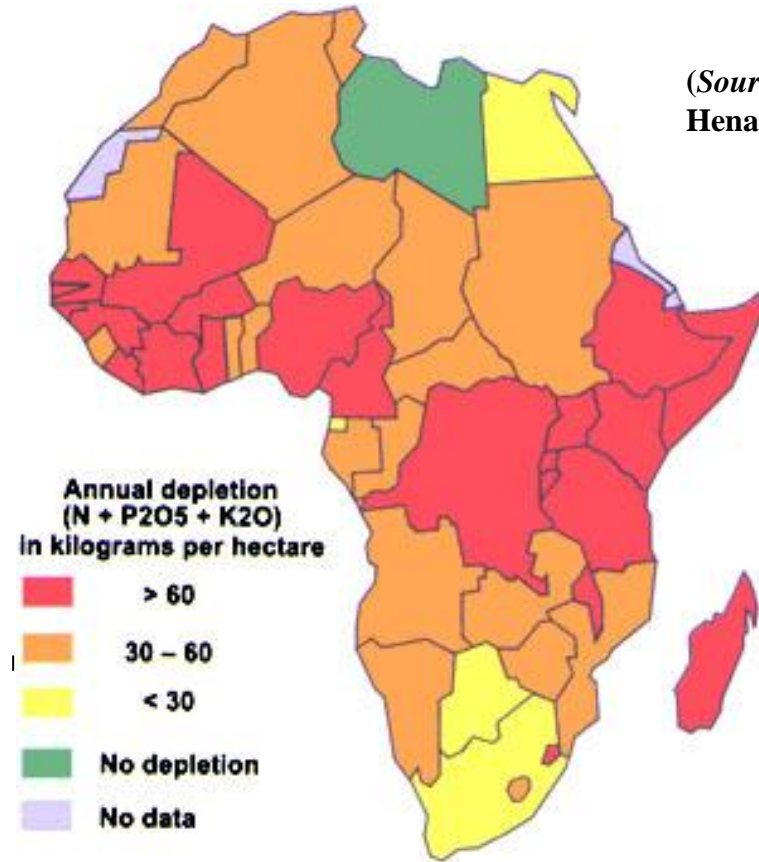 (Sour
Hena
Annual depletion
(N + P2O5 + K2O)
in kilograms per hectare
> 60
30 – 60
< 30
No depletion
No data